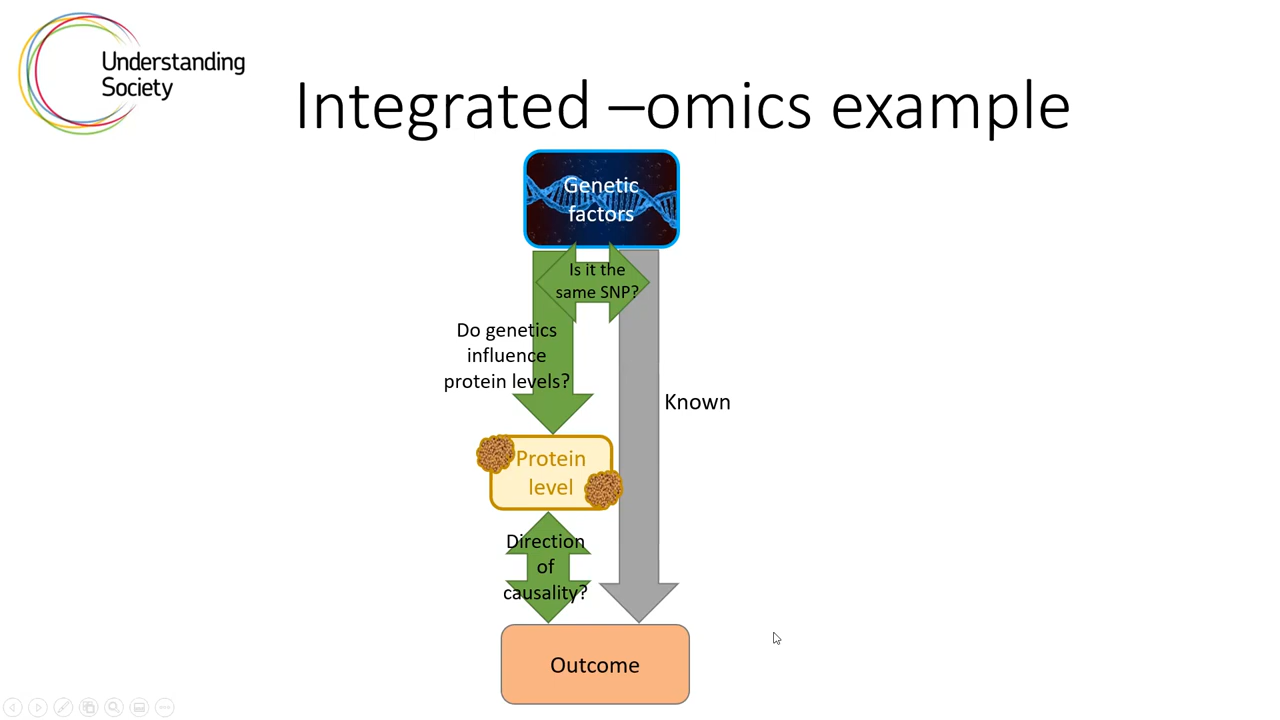 Understanding
Society
Integrated –omics example
Genetic
factors
Is it the
same SNP?
Do genetics
influence
protein levels?
Known
Protein
level
Direction
of
causality?
Outcome